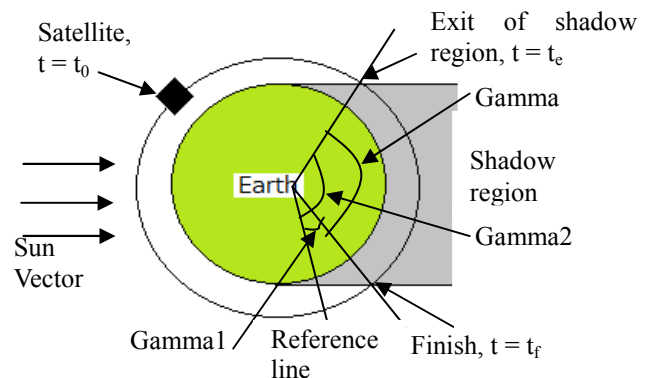 Satellite,
t = t0
Exit of shadow
region, t = te
Gamma
Earth
Shadow
region
Gamma2
Sun
Vector
Gamma1
Reference
line
Finish, t = tf